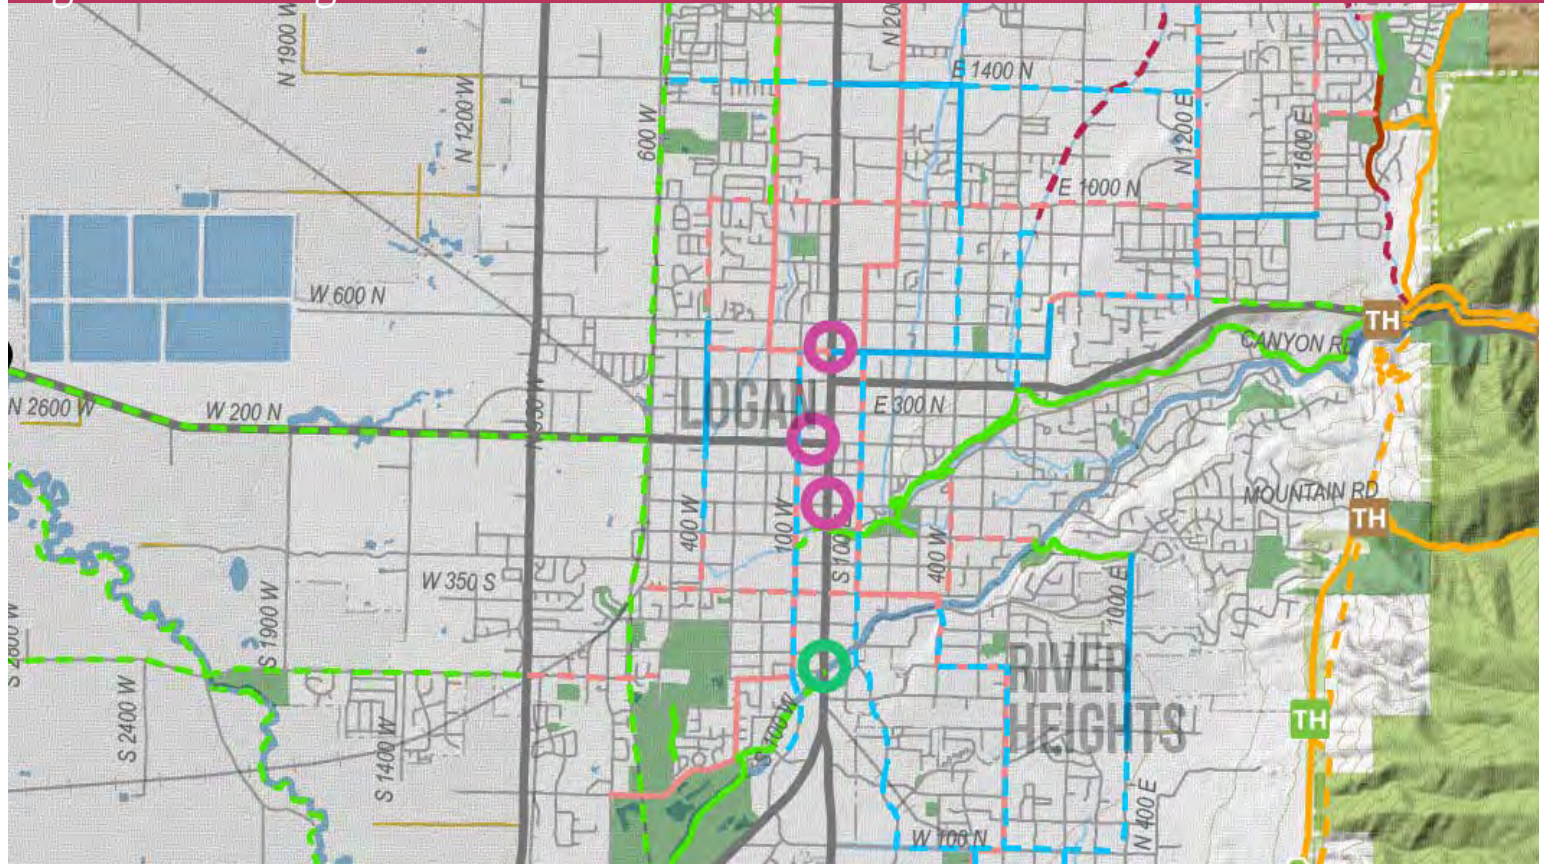 N 1900 W
N 1200 W
600 W
E 1400 N
N 1200 E
N 1600 E
E 1000 N
W 600 N
TH
CANYON RD
LOGAN
E 300 N
N 2600 W
W 200 N
MOUNTAIN RD
TH
400 W
100 W
S 100
400 W
W 350 S
1000 E
S 1900 W
RIVER
HEIGHTS
TH
S 2400 W
S 1400 W
S 100 W
W 100 N
N 400 E